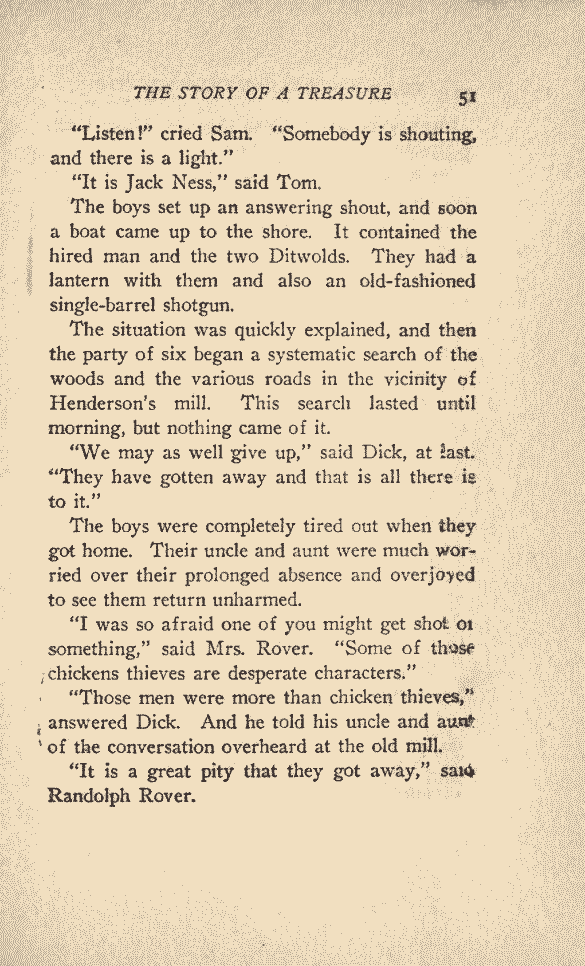 THE STORY OF A TREASURE 51
“Listen!” cried Sam. “Somebody is shouting,
and there is a light.”
“It is Jack Ness,” said Tom.
The boys set up an answering shout, and soon
a boat came up to the shore. It contained the
hired man and the two Ditwolds. They had a
lantern with them and also an old-fashioned
single-barrel shotgun.
The situation was quickly explained, and then
the party of six began a systematic search of the
woods and the various roads in the vicinity of
Henderson’s mill. This search lasted until
morning, but nothing came of it.
“We may as well give up,” said Dick, at last.
“They have gotten away and that is all there is
to it.”
The boys were completely tired out when they
got home. Their uncle and aunt were much wor-
ried over their prolonged absence and overjoyed
to see them return unharmed.
“I was so afraid one of you might get shot or
something,” said Mrs. Rover. “Some of those
chickens thieves are desperate characters.”
“Those men were more than chicken thieves,”
answered Dick. And he told his uncle and aunt
of the conversation overheard at the old mill.
“It is a great pity that they got away,” said
Randolph Rover.